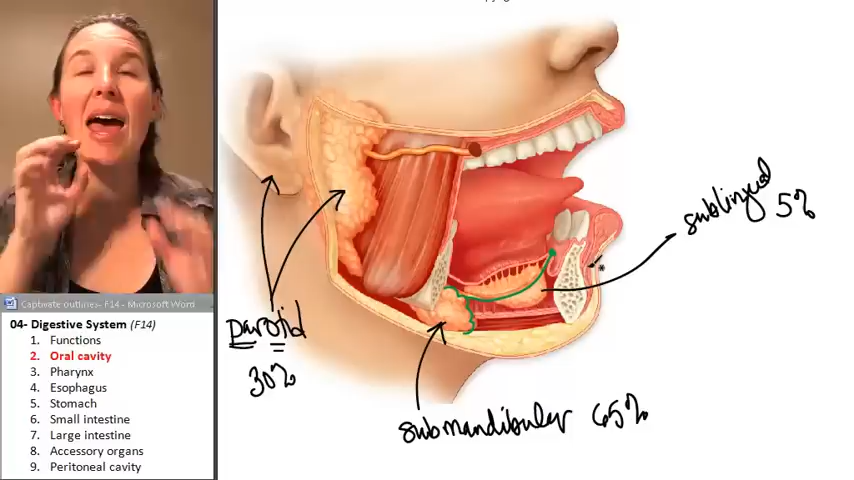 Captivate outlines- F14 - Microsoft Word
04- Digestive System (F14)
1. Functions
2. Oral cavity
3. Pharynx
4. Esophagus
5. Stomach
6. Small intestine
7. Large intestine
8. Accessory organs
9. Peritoneal cavity
sublingual 5%
parotid
30%
submandibular 65%